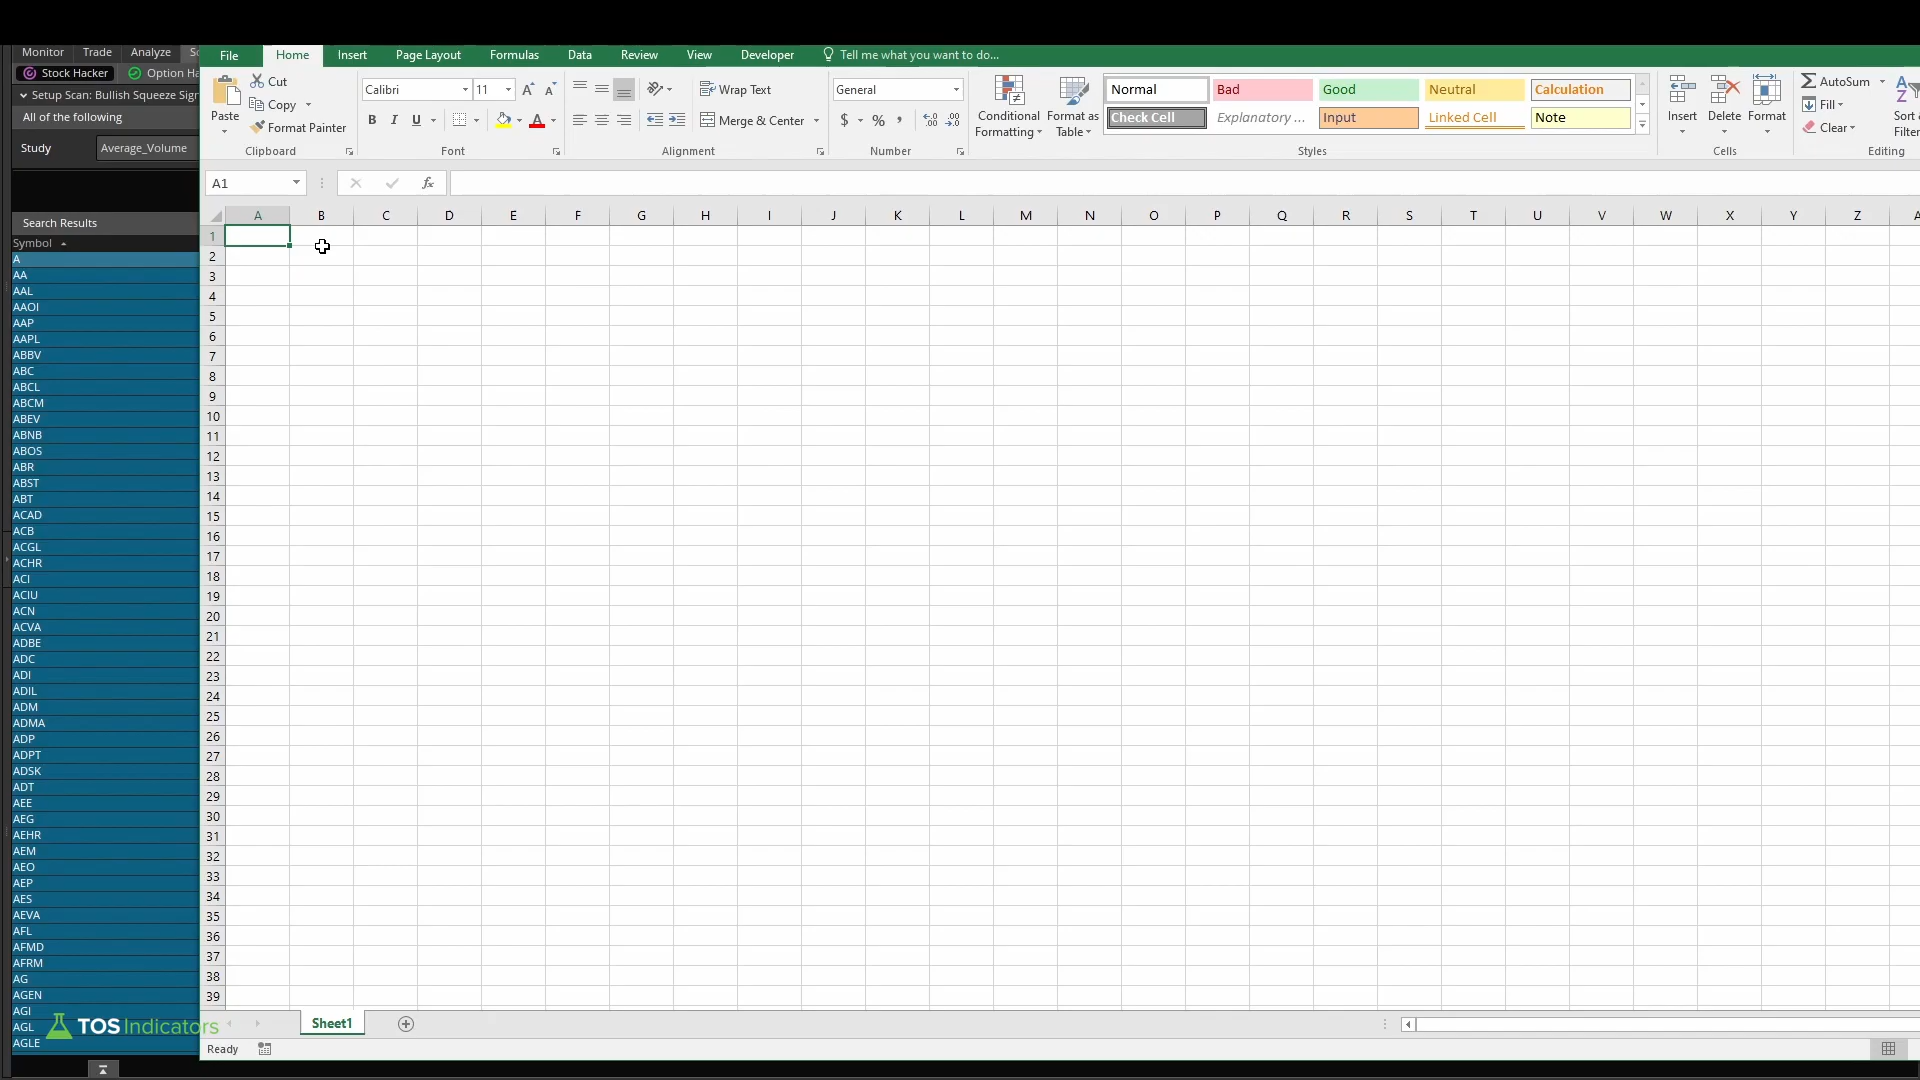 Monitor Trade Analyze
Stock Hacker Option Ha
Setup Scan: Bullish Squeeze Sign
All of the following
Study Average_Volume
Search Results
Symbol
A
AA
AAL
AAOI
AAP
AAPL
ABBV
ABC
ABCL
ABCM
ABEV
ABNB
ABOS
ABR
ABST
ABT
ACAD
ACB
ACGL
ACHR
ACI
ACIU
ACN
ACVA
ADBE
ADC
ADI
ADIL
ADM
ADMA
ADP
ADPT
ADSK
ADT
AEE
AEG
AEHR
AEM
AEO
AEP
AES
AEVA
AFL
AFMD
AFRM
AG
AGEN
AGI
AGL
AGLE
TOS Indicators
File Home Insert Page Layout Formulas Data Review View Developer Tell me what you want to do...
Paste
Cut
Copy
Format Painter
Clipboard
Calibri 11
B I U
Font
Wrap Text
Merge & Center
Alignment
General
$ % ,
Number
Conditional
Formatting
Format as
Table
Normal Bad Good Neutral Calculation
Check Cell Explanatory ... Input Linked Cell Note
Styles
Insert Delete Format
Cells
AutoSum
Fill
Clear
Sort
Filter
Editing
A1
fx
A B C D E F G H I J K L M N O P Q R S T U V W X Y Z A
1
2
3
4
5
6
7
8
9
10
11
12
13
14
15
16
17
18
19
20
21
22
23
24
25
26
27
28
29
30
31
32
33
34
35
36
37
38
39
Sheet1
Ready